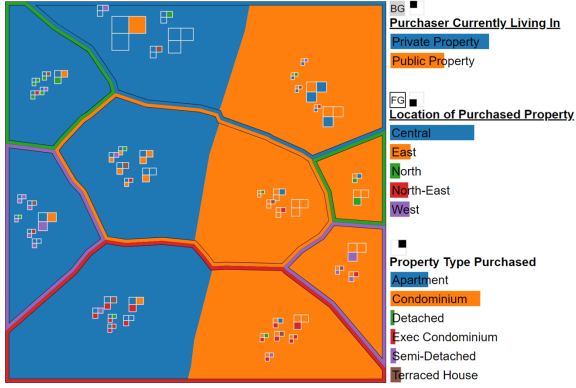 BG
Purchaser Currently Living In
Private Property
Public Property
FG
Location of Purchased Property
Central
East
North
North-East
West
Property Type Purchased
Apartment
Condominium
Detached
Exec Condominium
Semi-Detached
Terraced House